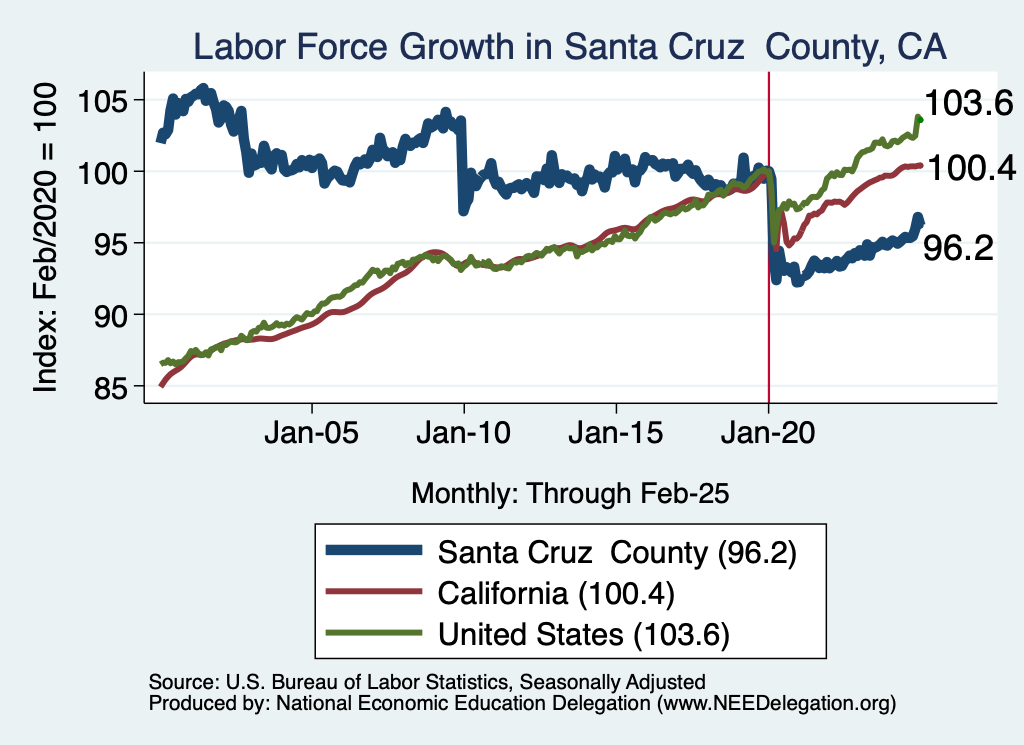 Labor Force Growth in Santa Cruz  County, CA
Index: Feb/2020 = 100
105
100
95
90
85
103.6
100.4
96.2
Jan-05 Jan-10 Jan-15 Jan-20
Monthly: Through Feb-25
Santa Cruz  County (96.2)
California (100.4)
United States (103.6)
Source: U.S. Bureau of Labor Statistics, Seasonally Adjusted
Produced by: National Economic Education Delegation (www.NEEDelegation.org)